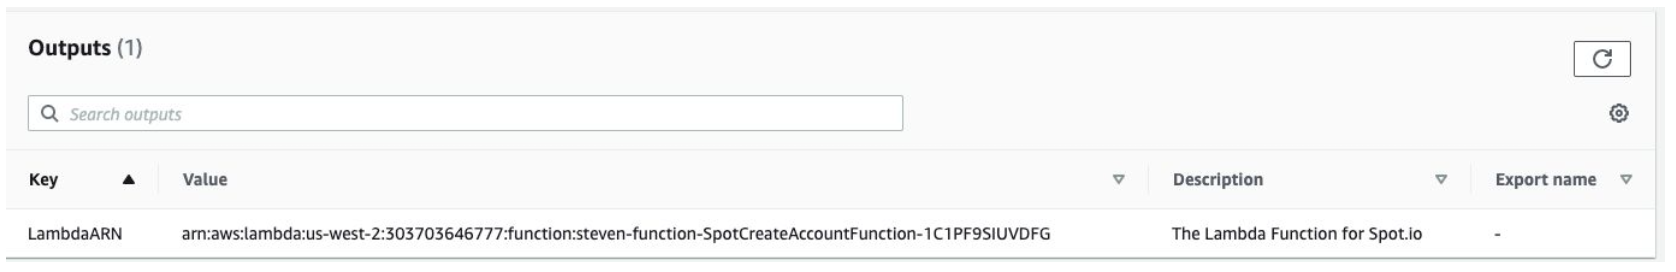 Outputs (1)
Search outputs
Key Value Description Export name
LambdaARN arn:aws:lambda:us-west-2:303703646777:function:steven-function-SpotCreateAccountFunction-1C1PF9SIUVDFG The Lambda Function for Spot.io -